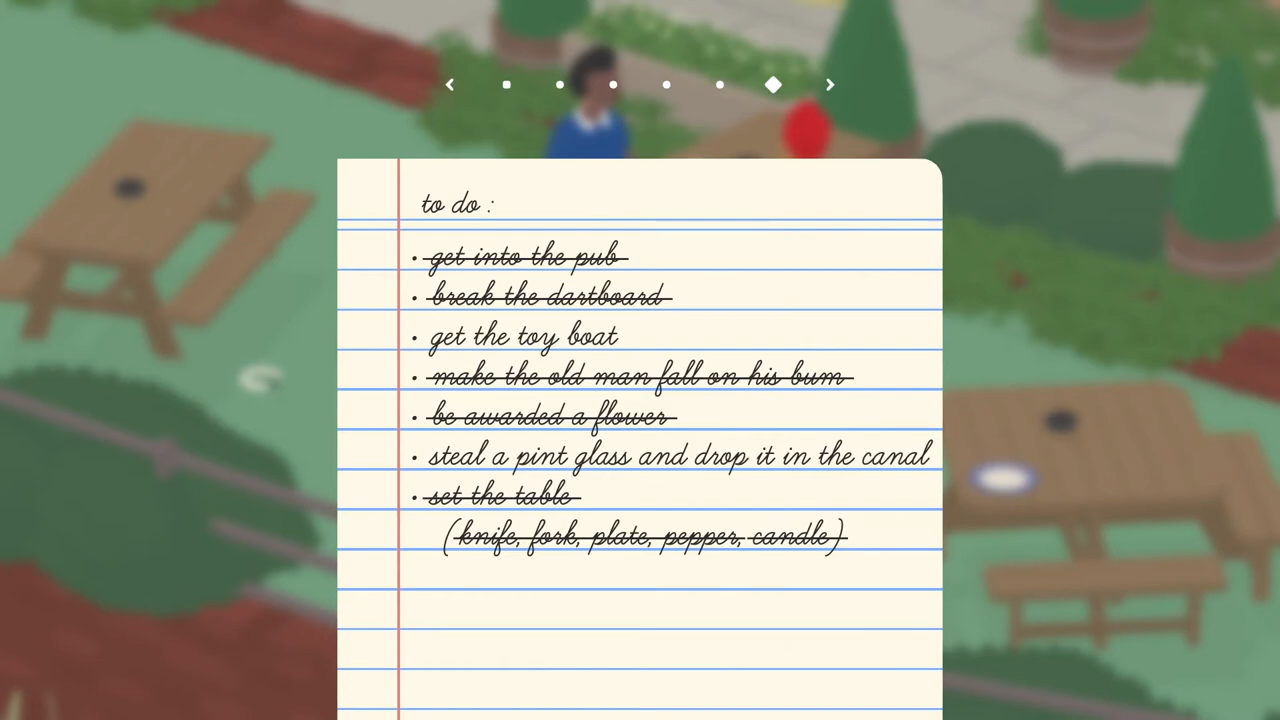 to do :
• get into the pub
• break the dartboard
• get the toy boat
• make the old man fall on his bum
• be awarded a flower
• steal a pint glass and drop it in the canal
• set the table
(knife, fork, plate, pepper, candle)